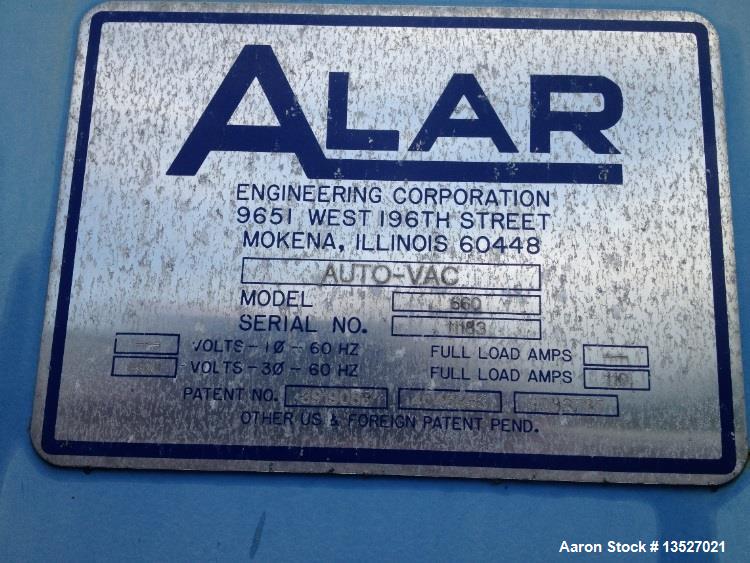 ALAR
ENGINEERING CORPORATION
9651 WEST 196TH STREET
MOKENA, ILLINOIS 60448
AUTO-VAC
MODEL 660
SERIAL NO. 1183
VOLTS-1Ø-60 HZ FULL LOAD AMPS
VOLTS-3Ø-60 HZ FULL LOAD AMPS 110
PATENT NO.
OTHER US & FOREIGN PATENT PEND.
Aaron Stock # 13527021